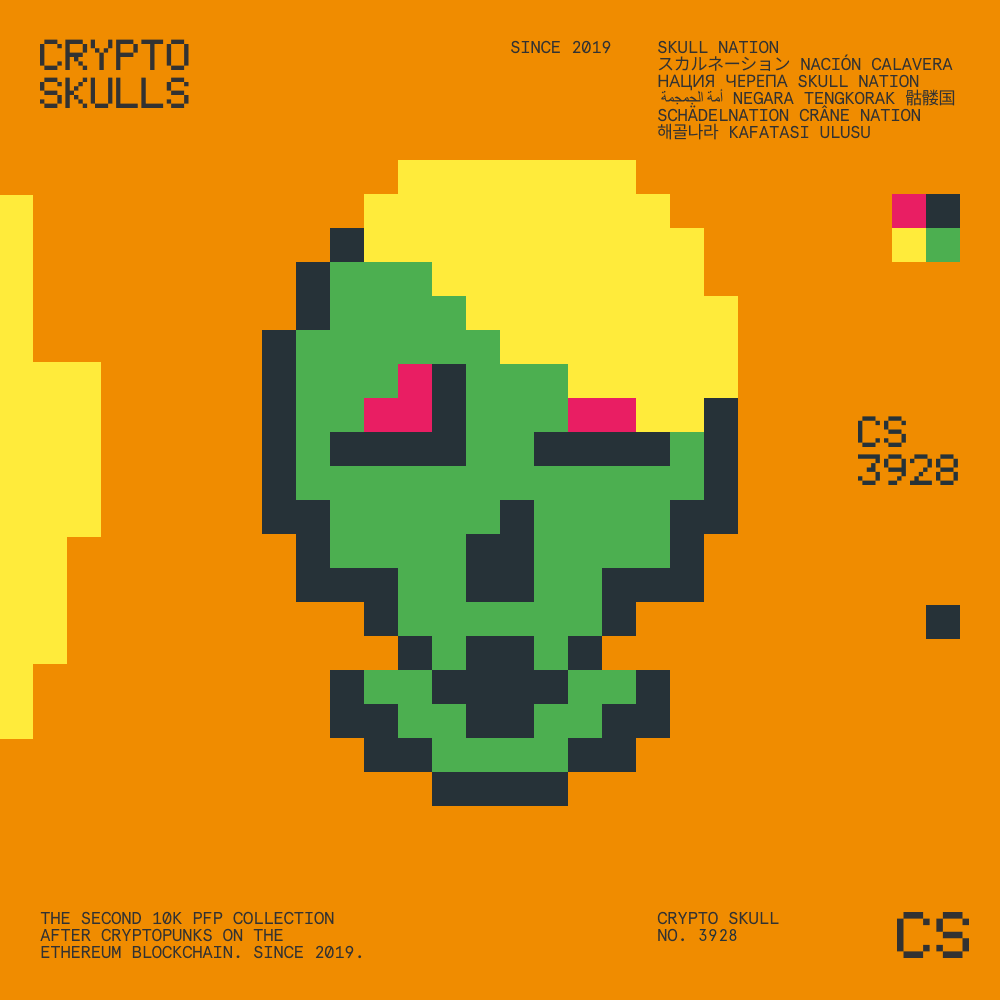 CRYPTO
SKULLS
SINCE 2019
SKULL NATION
スカルネーション NACIÓN CALAVERA
НАЦИЯ ЧЕРЕПА SKULL NATION
أمة الجمجمة NEGARA TENGKORAK 骷髅国
SCHÄDELNATION CRÂNE NATION
해골나라 KAFATASI ULUSU
CS
3928
THE SECOND 10K PFP COLLECTION
AFTER CRYPTOPUNKS ON THE
ETHEREUM BLOCKCHAIN. SINCE 2019.
CRYPTO SKULL
NO. 3928
CS